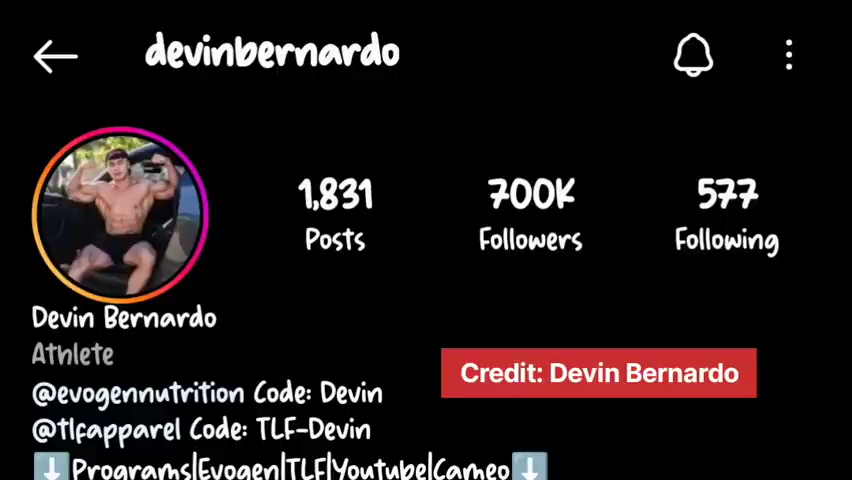 devinbernardo
1,831 700K 577
Posts Followers Following
Devin Bernardo
Athlete
Credit: Devin Bernardo
@evogennutrition Code: Devin
@tlfapparel Code: TLF-Devin
⬇️Programs|Evogen|TLF|Youtube|Cameo⬇️